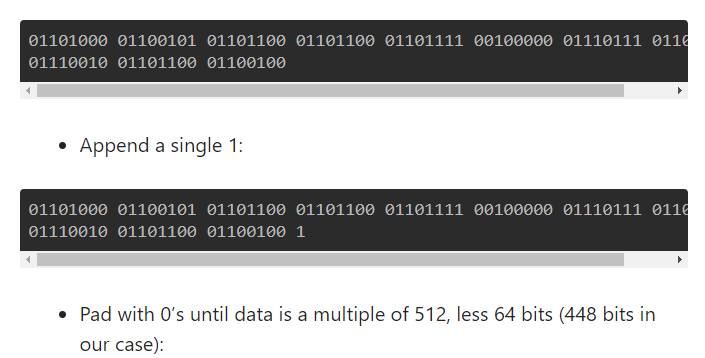 01101000 01100101 01101100 01101100 01101111 00100000 01110111 0110
01110010 01101100 01100100
• Append a single 1:
01101000 01100101 01101100 01101100 01101111 00100000 01110111 0110
01110010 01101100 01100100 1
• Pad with 0’s until data is a multiple of 512, less 64 bits (448 bits in
our case):